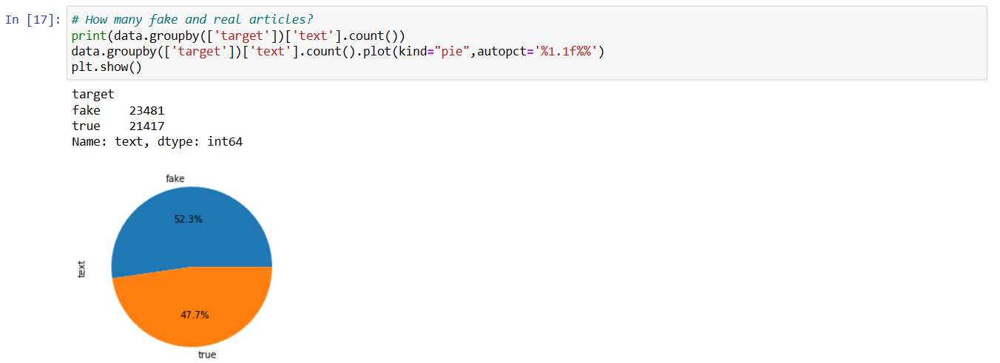 In [17]: # How many fake and real articles?
print(data.groupby(['target'])['text'].count())
data.groupby(['target'])['text'].count().plot(kind="pie",autopct='%1.1f%%')
plt.show()
target
fake    23481
true    21417
Name: text, dtype: int64
fake
52.3%
text
47.7%
true